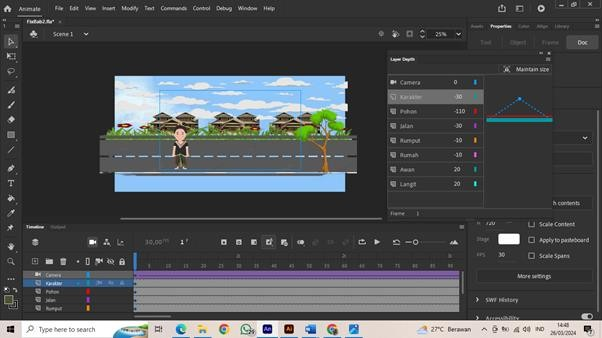 Animate
File Edit View Insert Modify Text Commands Control Debug Window Help
FixBab2.fla*
Scene 1
25%
Assets Properties Color Align Library
Tool Object Frame Doc
Layer Depth
Maintain size
Camera 0
Karakter -30
Pohon -110
Jalan -30
Rumput -10
Rumah -10
Awan 20
Langit 20
Frame 1
h contents
H 720
Scale Content
Stage
Apply to pasteboard
FPS 30
Scale Spans
More settings
SWF History
Accessibility
Timeline Output
30,00 1 F
5 10 15 20 25 30 35 40 45 50 55 60 65 70 75 80 85 90
Camera
Karakter
Pohon
Jalan
Rumput
Type here to search
27°C Berawan
IND
14:48
26/03/2024